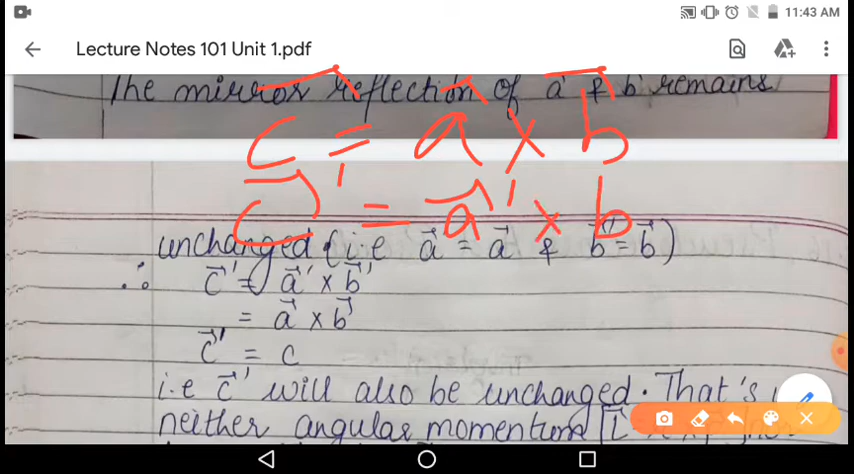 11:43 AM
Lecture Notes 101 Unit 1.pdf
The mirror reflection of a⃗ & b⃗ remains
c⃗ = a⃗ × b⃗
c⃗' = a⃗' × b⃗'
unchanged (i.e a⃗' = a⃗ & b⃗' = b⃗)
∴ c⃗' = a⃗' × b⃗'
= a⃗ × b⃗
c⃗' = c
i.e c⃗' will also be unchanged. That's
neither angular momentum